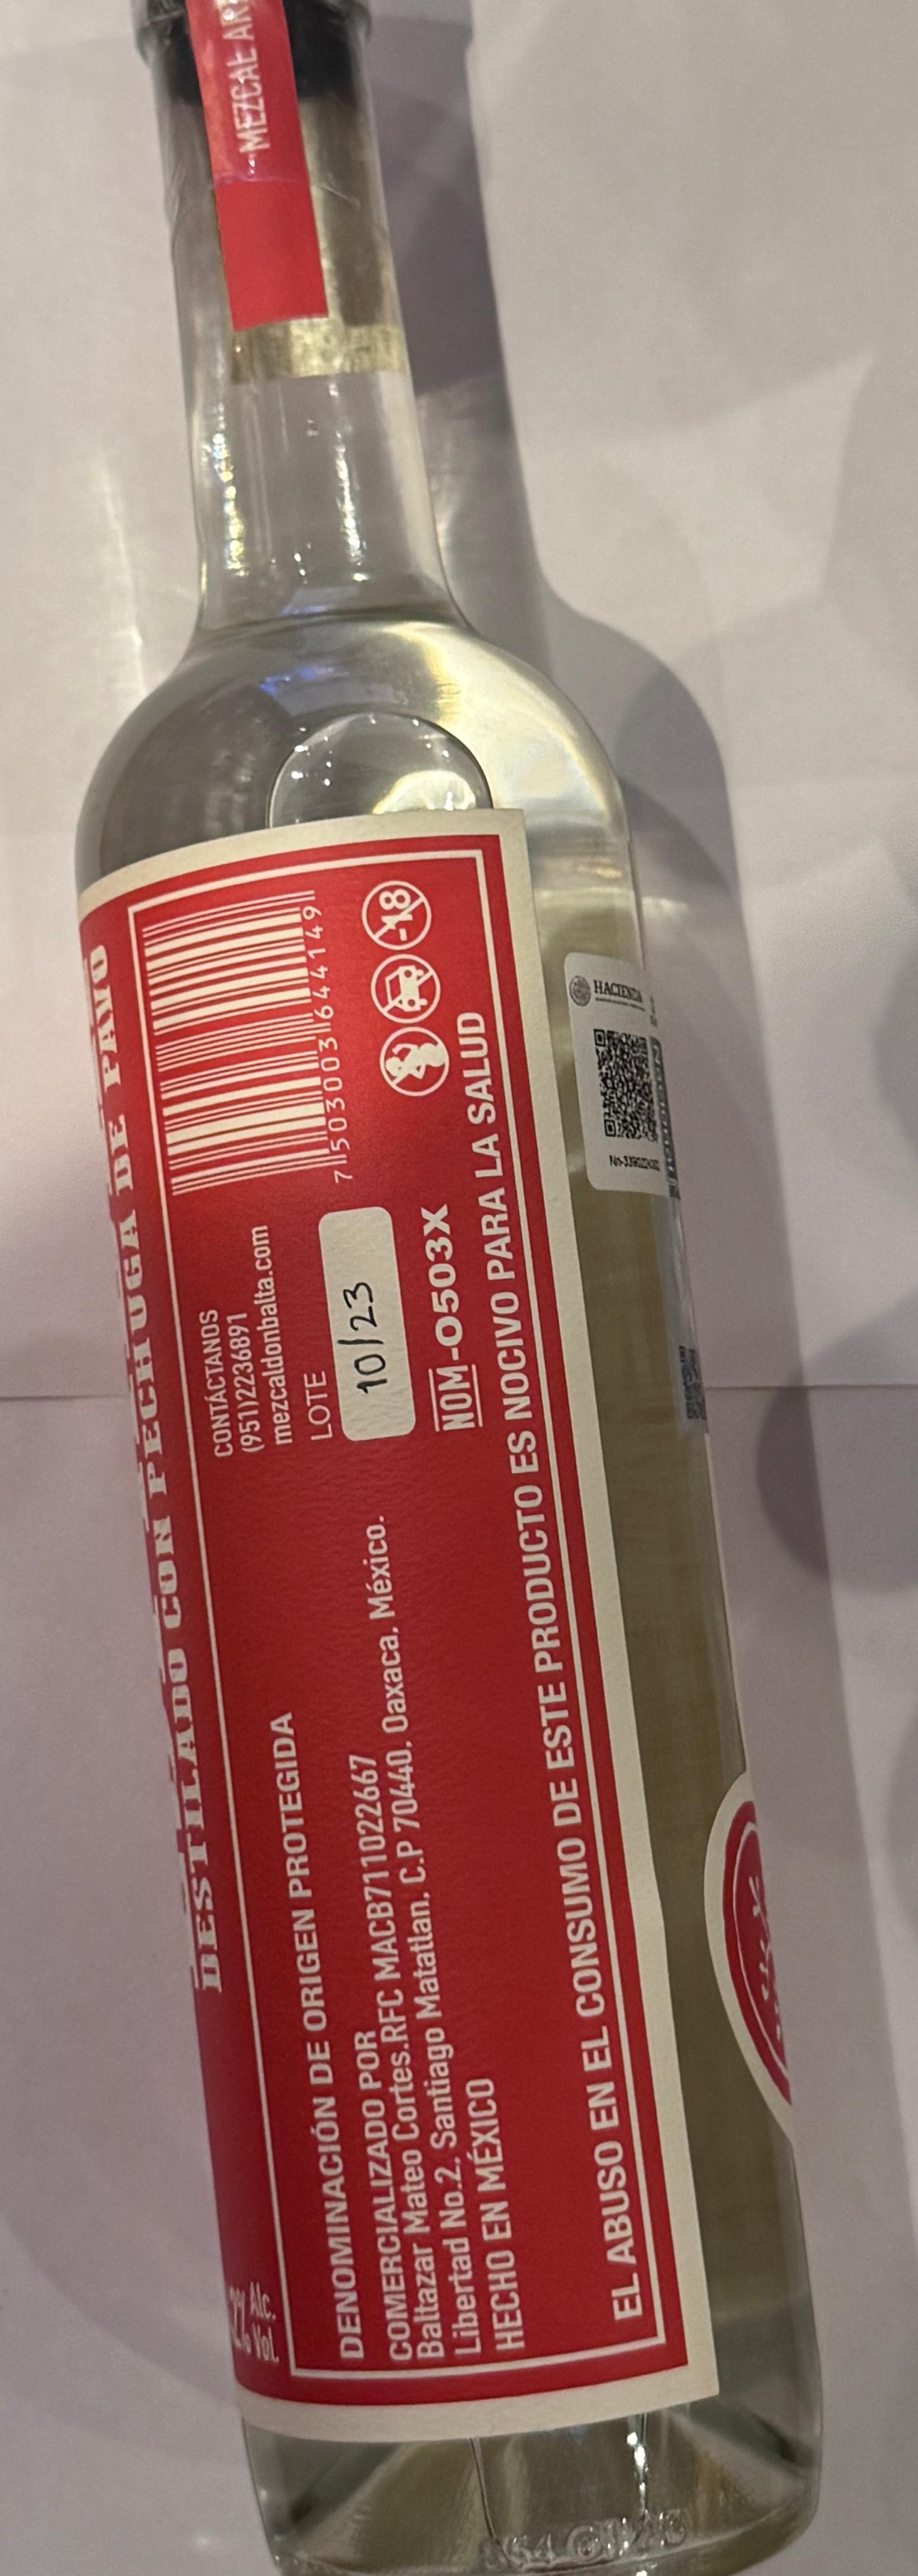 MEZCAL
DESTILADO CON PECHUGA DE PAVO
% Alc.
Vol.
DENOMINACIÓN DE ORIGEN PROTEGIDA
COMERCIALIZADO POR
Baltazar Mateo Cortes.RFC MACB711022667
Libertad No.2, Santiago Matatlan, C.P 70440, Oaxaca, México.
HECHO EN MÉXICO
CONTÁCTANOS
(951)2236891
mezcaldonbalta.com
LOTE
10/23
NOM-O503X
7 503003 644149
-18
EL ABUSO EN EL CONSUMO DE ESTE PRODUCTO ES NOCIVO PARA LA SALUD
HACIENDA